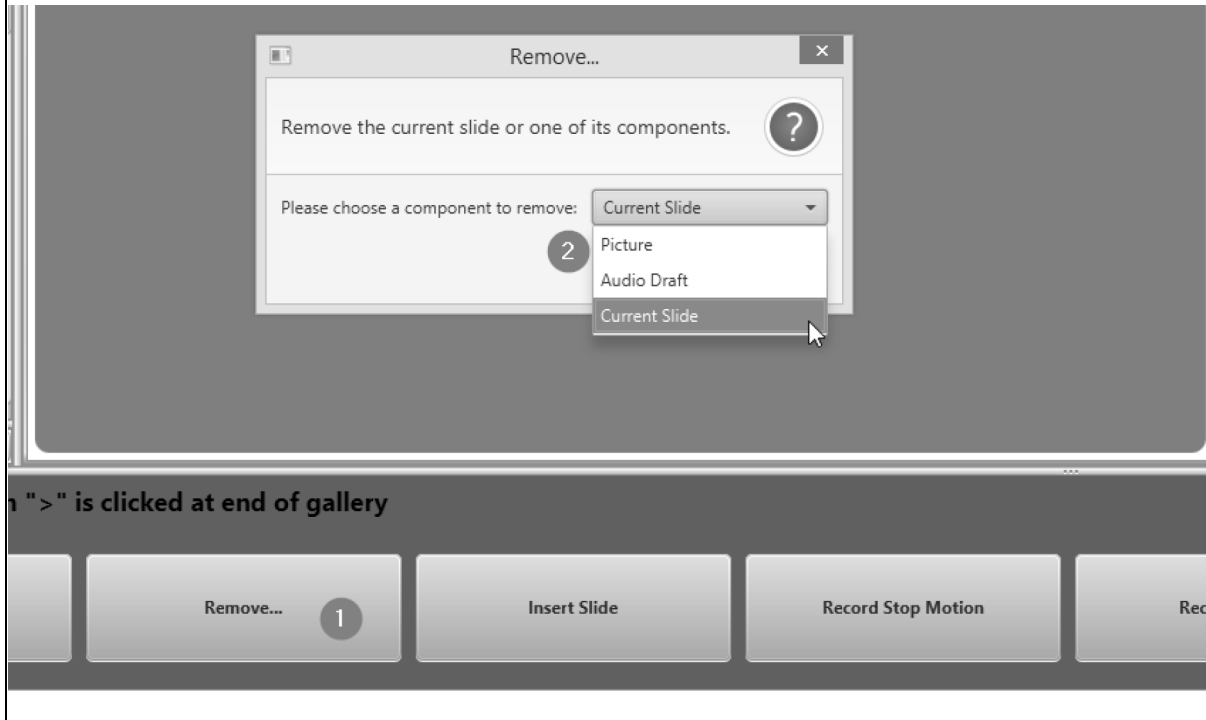 Remove...
Remove the current slide or one of its components.
?
Please choose a component to remove: Current Slide
2
Picture
Audio Draft
Current Slide
">" is clicked at end of gallery
Remove... 1
Insert Slide
Record Stop Motion